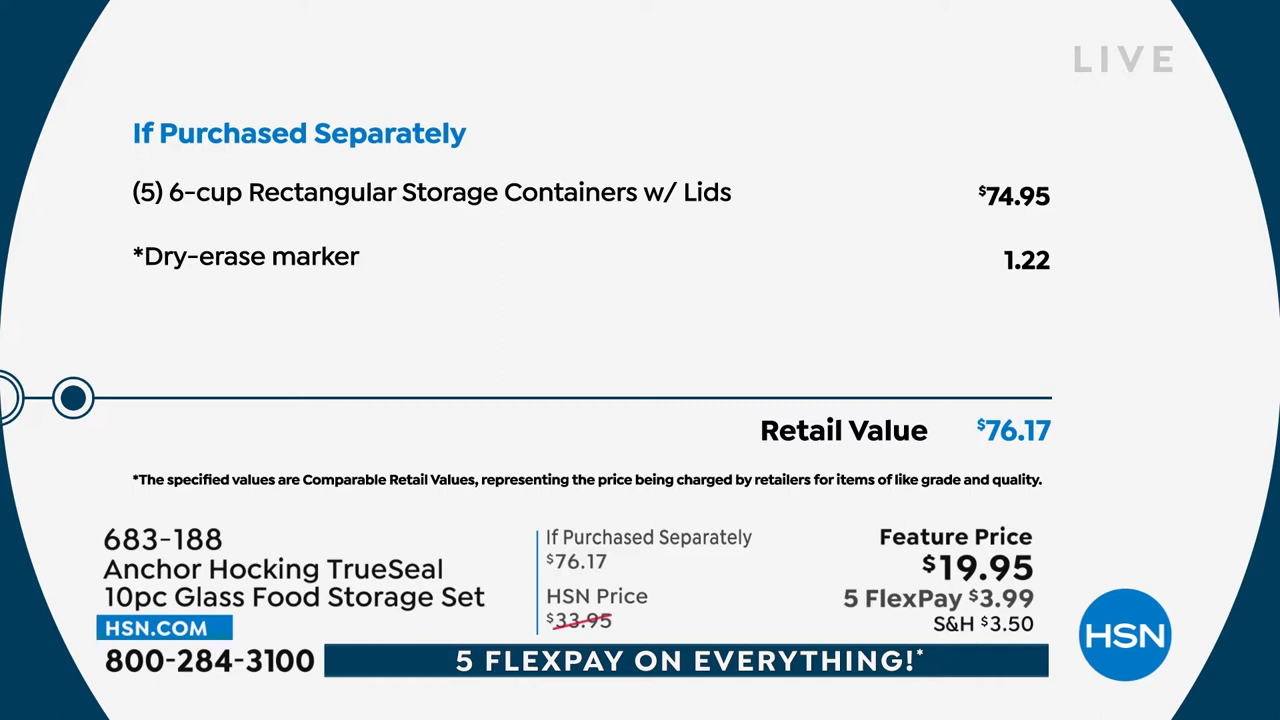 LIVE
If Purchased Separately
(5) 6-cup Rectangular Storage Containers w/ Lids $74.95
*Dry-erase marker 1.22
Retail Value $76.17
*The specified values are Comparable Retail Values, representing the price being charged by retailers for items of like grade and quality.
683-188
Anchor Hocking TrueSeal
10pc Glass Food Storage Set
HSN.COM
800-284-3100
If Purchased Separately
$76.17
HSN Price
$33.95
Feature Price
$19.95
5 FlexPay $3.99
S&H $3.50
5 FLEXPAY ON EVERYTHING!*
HSN